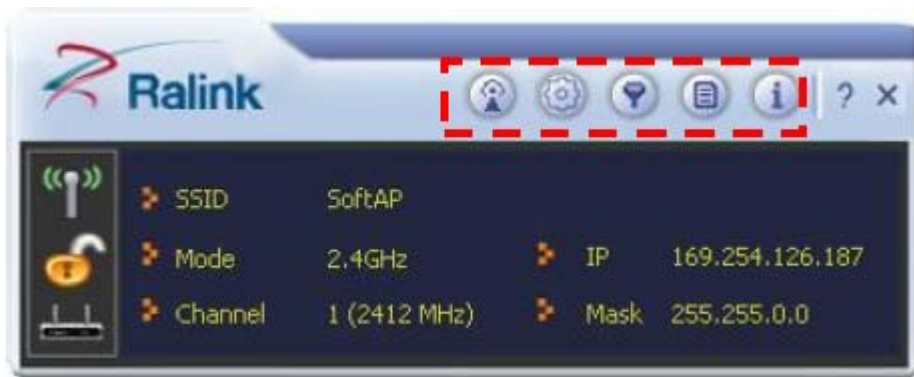 Ralink
? ×
SSID SoftAP
Mode 2.4GHz IP 169.254.126.187
Channel 1 (2412 MHz) Mask 255.255.0.0